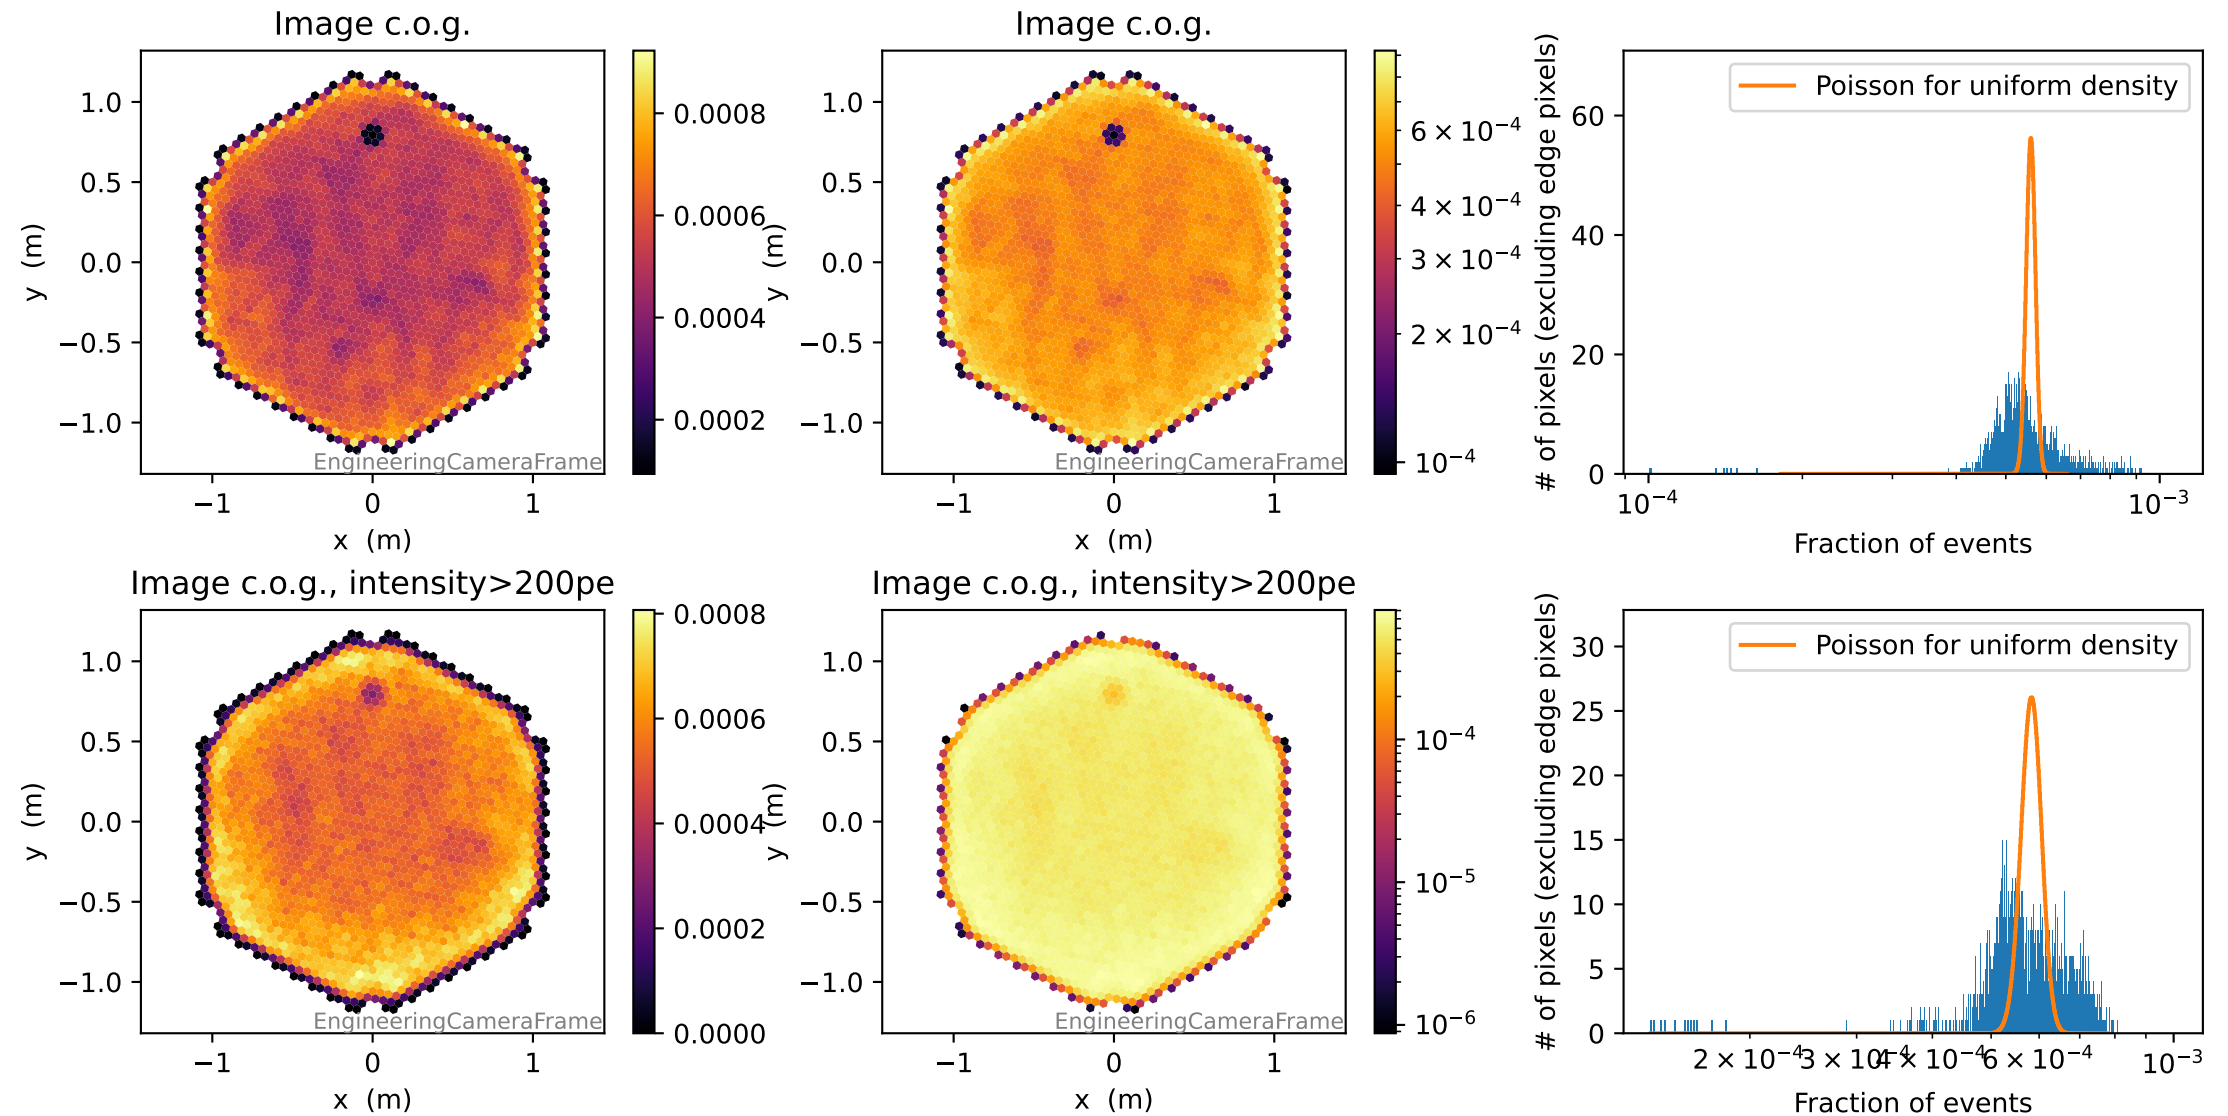 Image c.o.g.
1.0
0.5
0.0
−0.5
−1.0
−1
0
1
x (m)
y (m)
EngineeringCameraFrame
0.0008
0.0006
0.0004
0.0002
Image c.o.g.
1.0
0.5
0.0
−0.5
−1.0
−1
0
1
x (m)
y (m)
EngineeringCameraFrame
6 × 10⁻⁴
4 × 10⁻⁴
3 × 10⁻⁴
2 × 10⁻⁴
10⁻⁴
Poisson for uniform density
# of pixels (excluding edge pixels)
60
40
20
0
10⁻⁴
10⁻³
Fraction of events
Image c.o.g., intensity>200pe
1.0
0.5
0.0
−0.5
−1.0
−1
0
1
x (m)
y (m)
EngineeringCameraFrame
0.0008
0.0006
0.0004
0.0002
0.0000
Image c.o.g., intensity>200pe
1.0
0.5
0.0
−0.5
−1.0
−1
0
1
x (m)
y (m)
EngineeringCameraFrame
10⁻⁴
10⁻⁵
10⁻⁶
Poisson for uniform density
# of pixels (excluding edge pixels)
30
25
20
15
10
5
0
2 × 10⁻⁴
3 × 10⁻⁴
4 × 10⁻⁴
6 × 10⁻⁴
10⁻³
Fraction of events